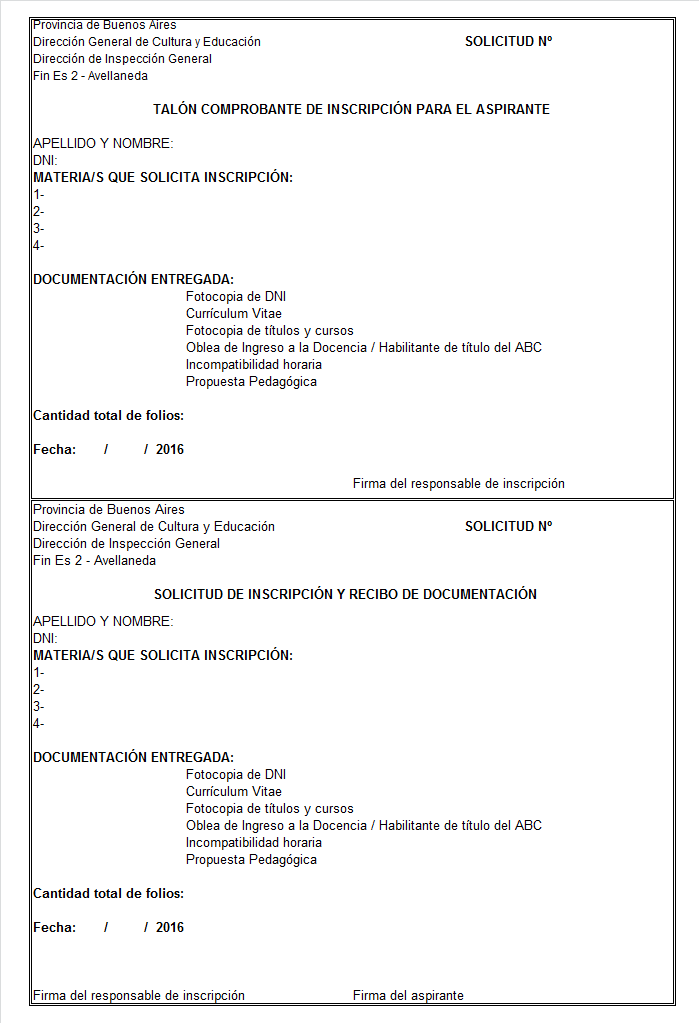 Provincia de Buenos Aires
Dirección General de Cultura y Educación SOLICITUD Nº
Dirección de Inspección General
Fin Es 2 - Avellaneda
TALÓN COMPROBANTE DE INSCRIPCIÓN PARA EL ASPIRANTE
APELLIDO Y NOMBRE:
DNI:
MATERIA/S QUE SOLICITA INSCRIPCIÓN:
1-
2-
3-
4-
DOCUMENTACIÓN ENTREGADA:
Fotocopia de DNI
Currículum Vitae
Fotocopia de títulos y cursos
Oblea de Ingreso a la Docencia / Habilitante de título del ABC
Incompatibilidad horaria
Propuesta Pedagógica
Cantidad total de folios:
Fecha: / / 2016
Firma del responsable de inscripción
Provincia de Buenos Aires
Dirección General de Cultura y Educación SOLICITUD Nº
Dirección de Inspección General
Fin Es 2 - Avellaneda
SOLICITUD DE INSCRIPCIÓN Y RECIBO DE DOCUMENTACIÓN
APELLIDO Y NOMBRE:
DNI:
MATERIA/S QUE SOLICITA INSCRIPCIÓN:
1-
2-
3-
4-
DOCUMENTACIÓN ENTREGADA:
Fotocopia de DNI
Currículum Vitae
Fotocopia de títulos y cursos
Oblea de Ingreso a la Docencia / Habilitante de título del ABC
Incompatibilidad horaria
Propuesta Pedagógica
Cantidad total de folios:
Fecha: / / 2016
Firma del responsable de inscripción Firma del aspirante